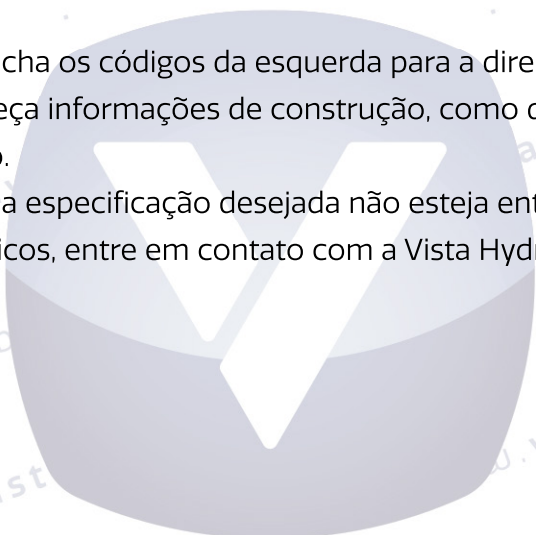 cha os códigos da esquerda para a dire
eça informações de construção, como
o.
a especificação desejada não esteja ent
icos, entre em contato com a Vista Hyd